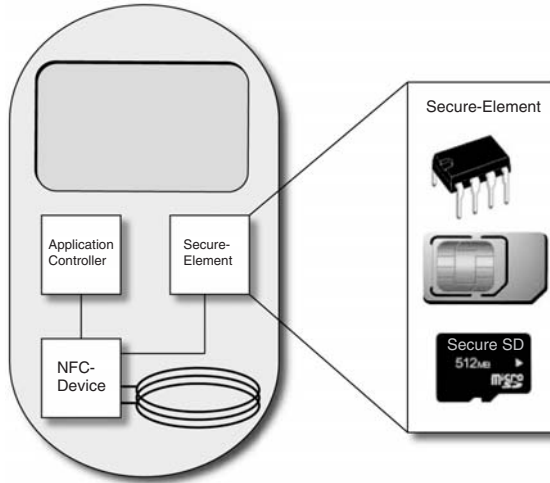 Secure-Element
Application
Controller
Secure-
Element
NFC-
Device
Secure SD
512MB
micro
SD